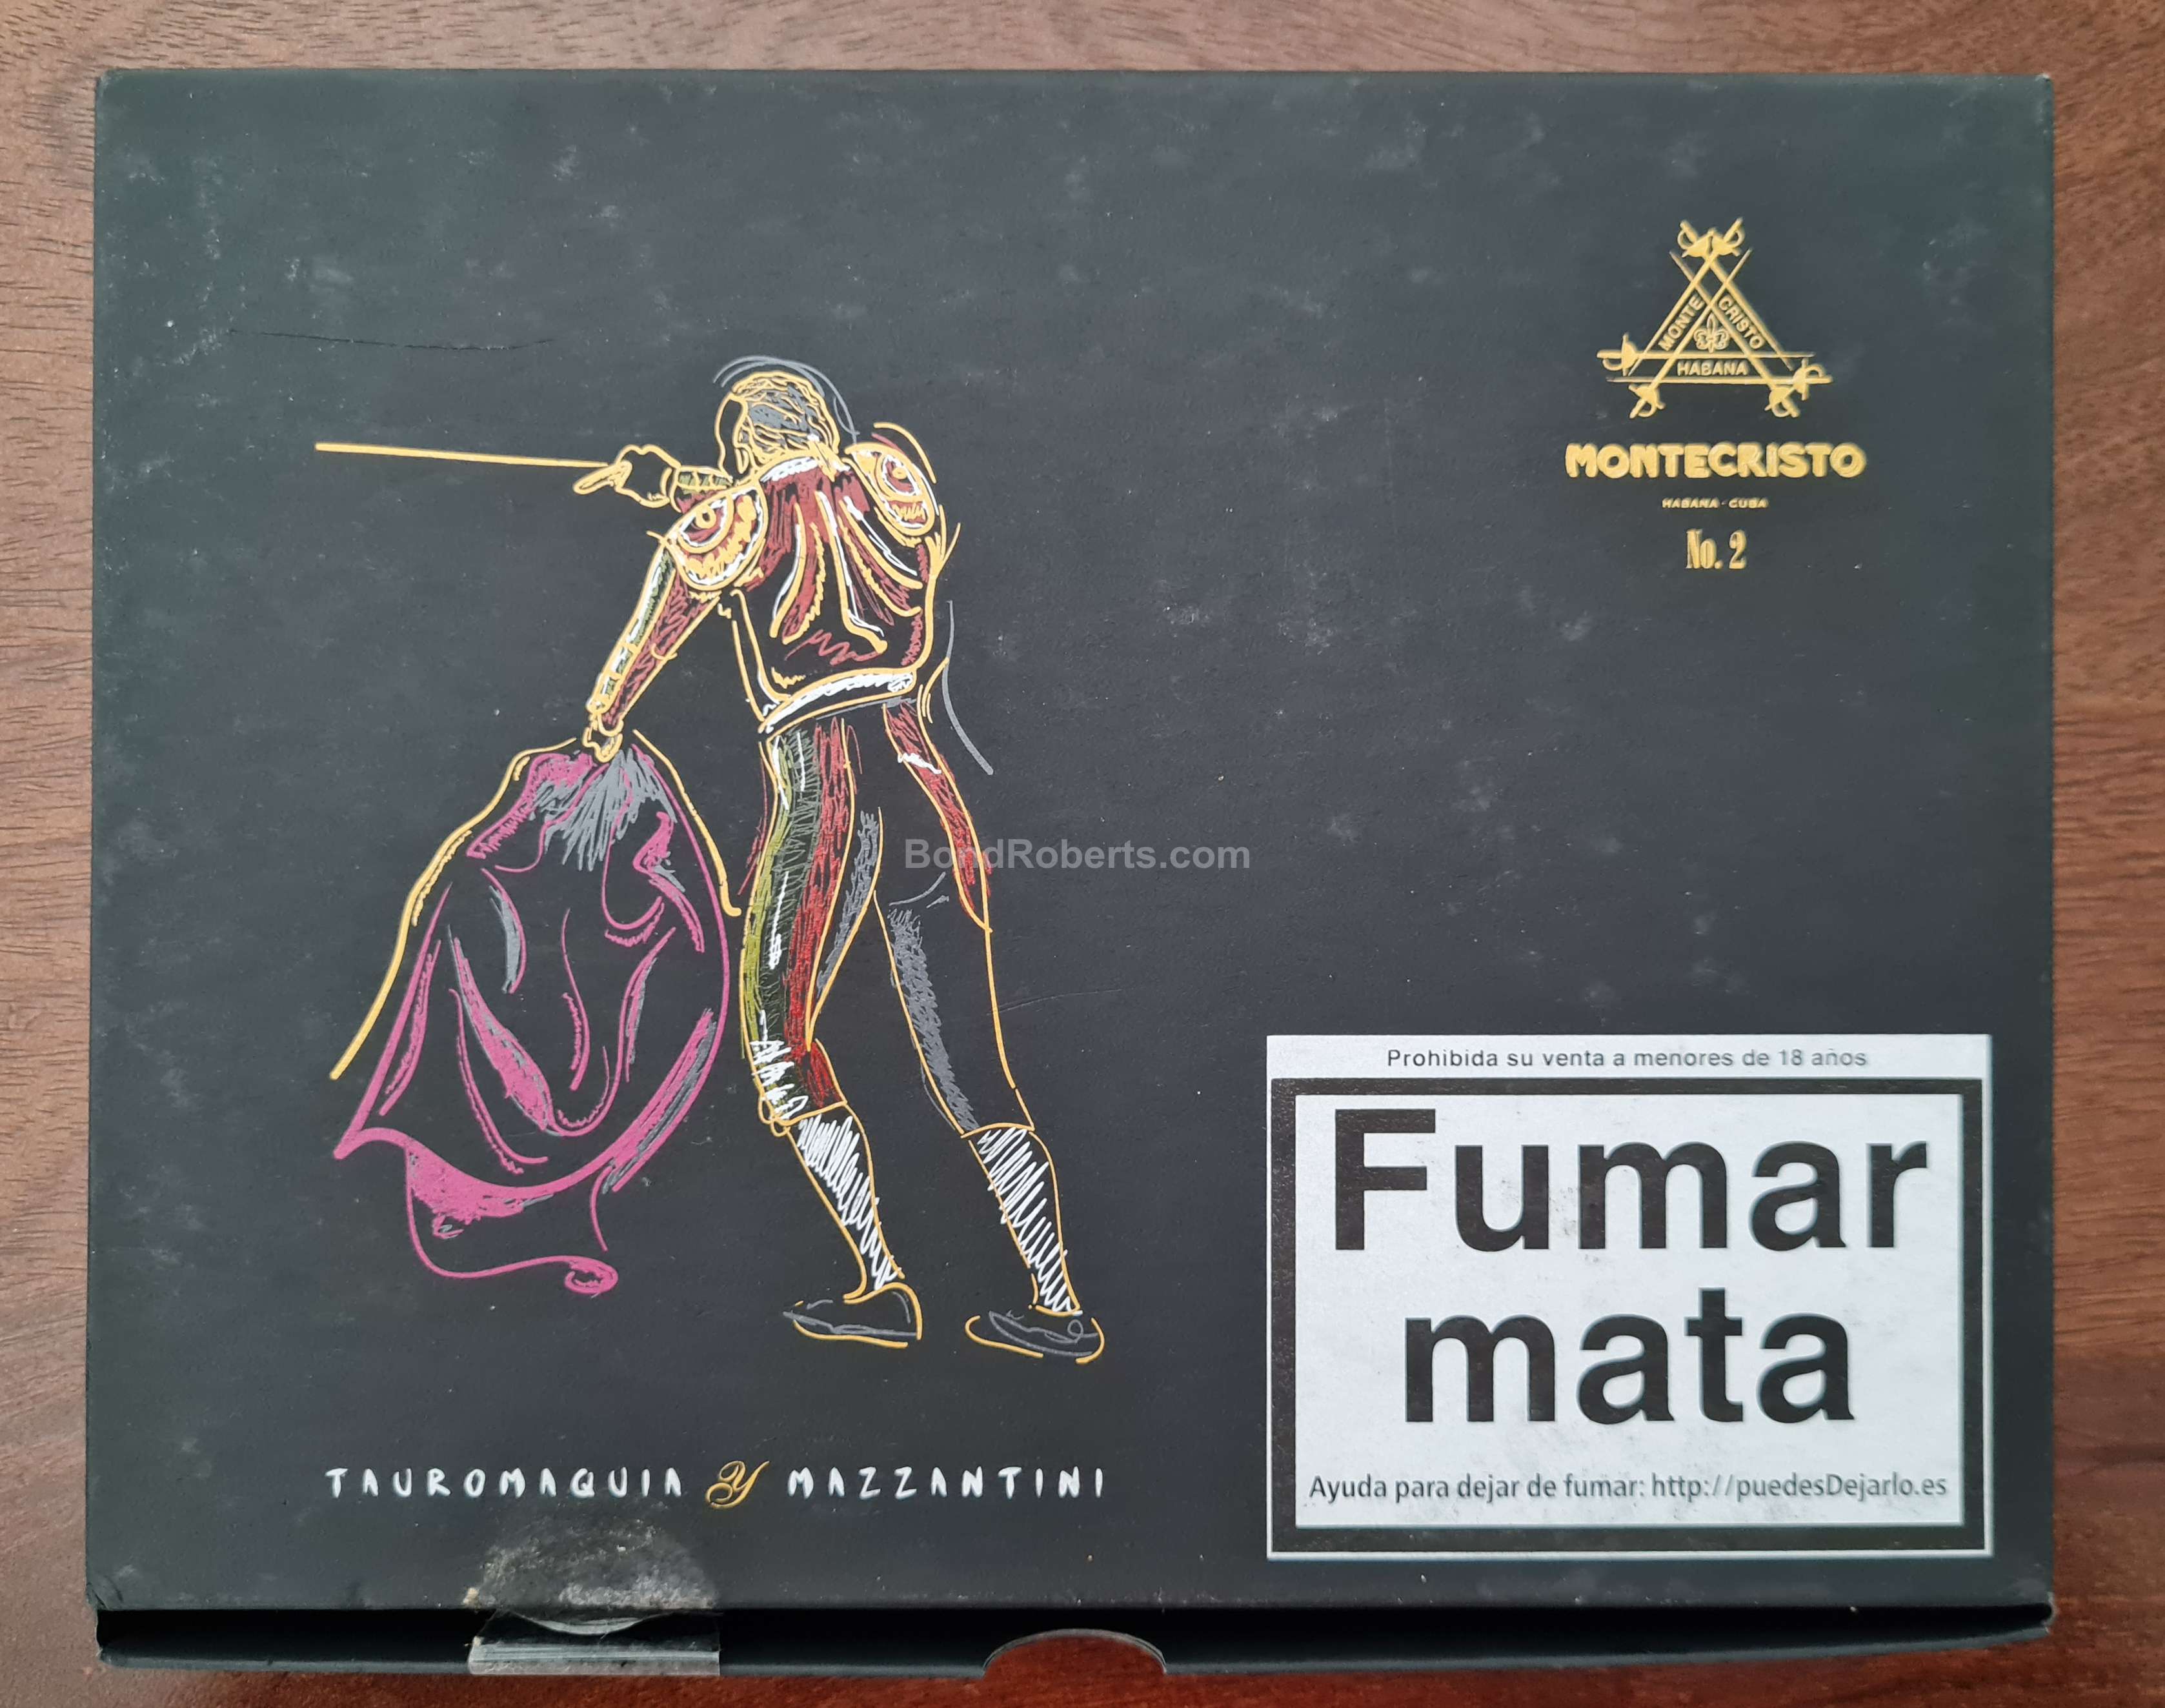 MONTE CRISTO
HABANA
MONTECRISTO
HABANA - CUBA
No. 2
BondRoberts.com
Prohibida su venta a menores de 18 años
Fumar
mata
Ayuda para dejar de fumar: http://puedesDejarlo.es
TAUROMAQUIA Y MAZZANTINI